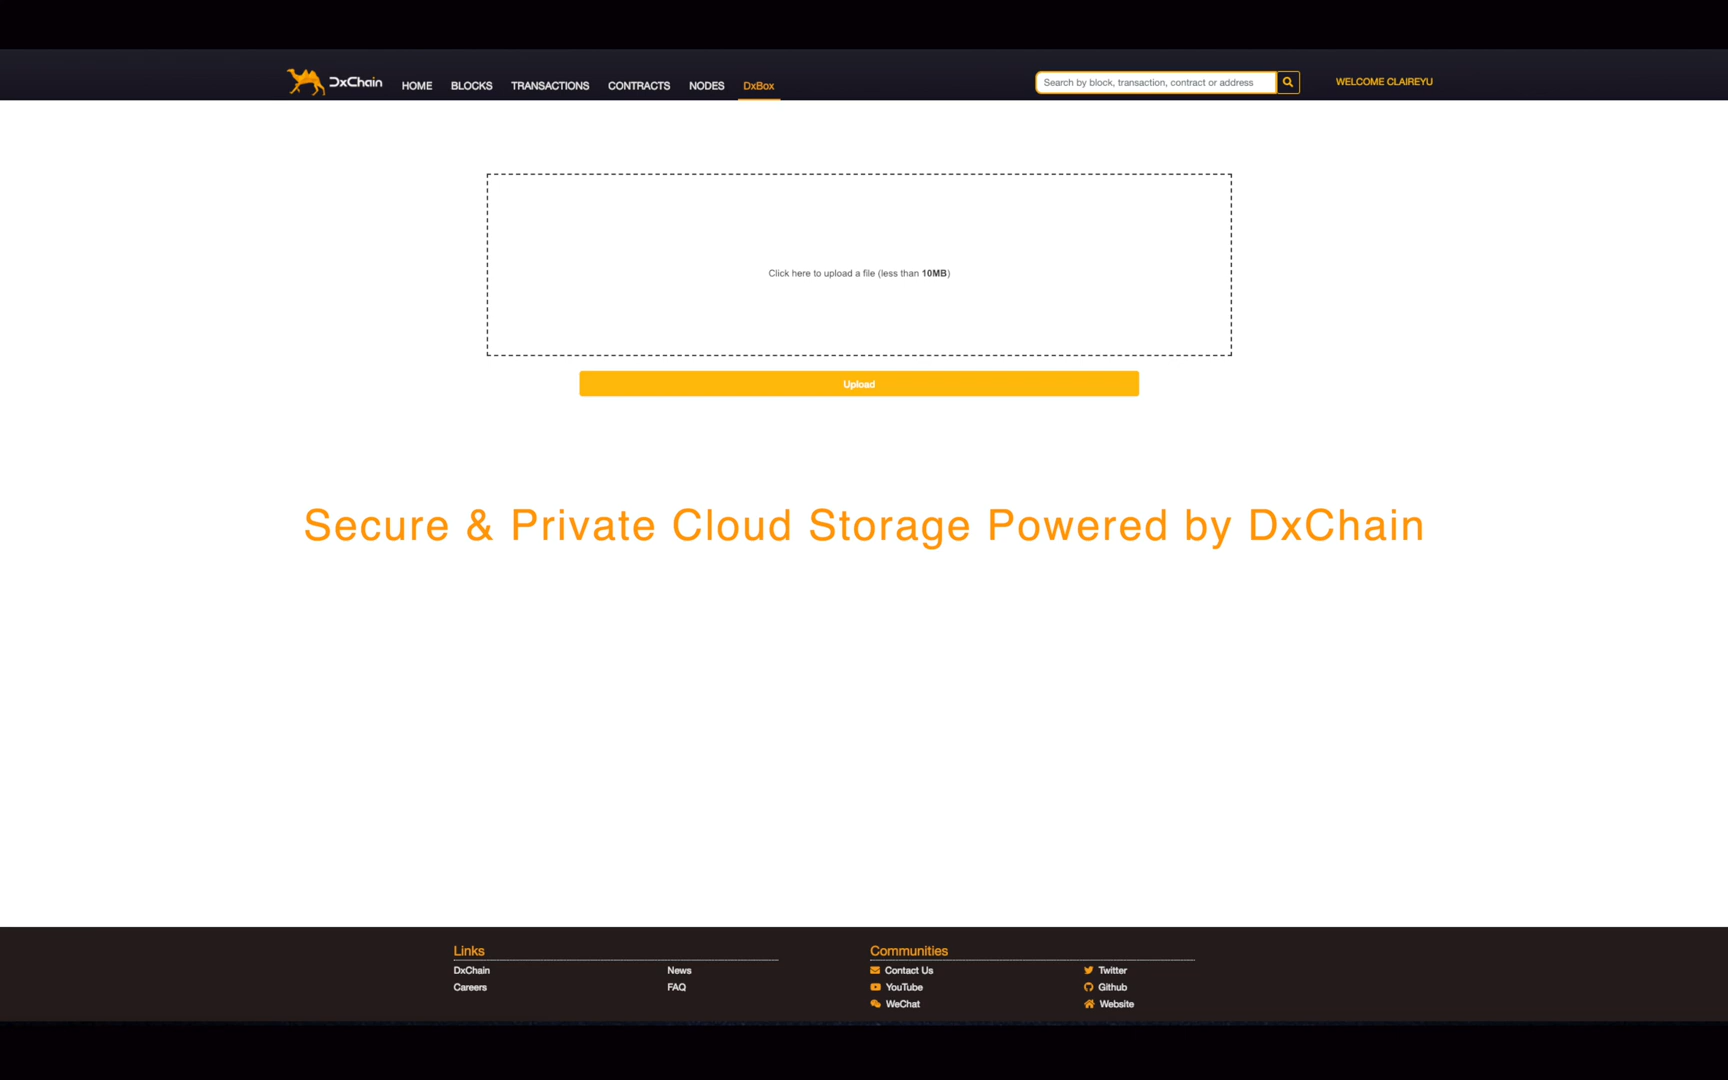 DxChain HOME BLOCKS TRANSACTIONS CONTRACTS NODES DxBox Search by block, transaction, contract or address WELCOME CLAIREYU
Click here to upload a file (less than 10MB)
Upload
Secure & Private Cloud Storage Powered by DxChain
Links
DxChain News
Careers FAQ
Communities
Contact Us Twitter
YouTube Github
WeChat Website